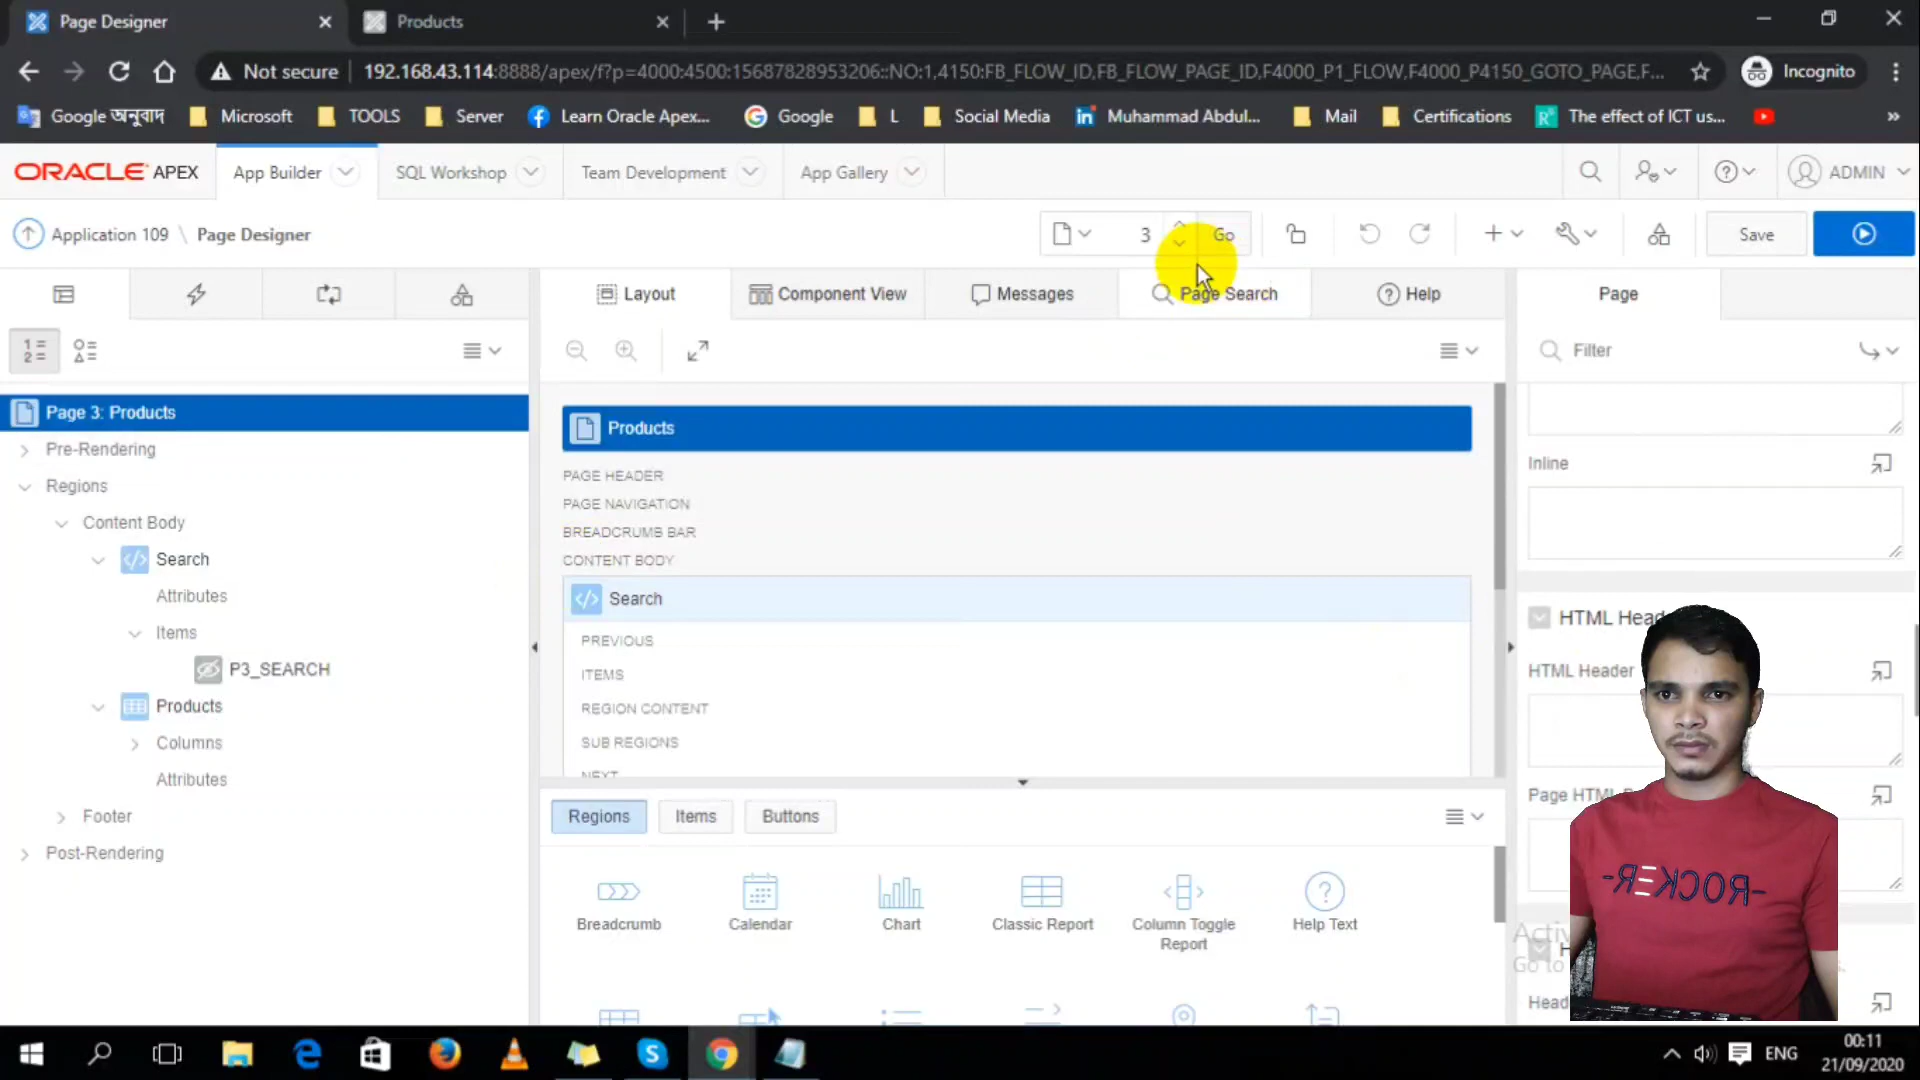 Page Designer
Products
Not secure
192.168.43.114:8888/apex/f?p=4000:4500:15687828953206::NO:1,4150:FB_FLOW_ID,FB_FLOW_PAGE_ID,F4000_P1_FLOW,F4000_P4150_GOTO_PAGE,F...
Incognito
Google অনুবাদ
Microsoft
TOOLS
Server
Learn Oracle Apex...
Google
L
Social Media
Muhammad Abdul...
Mail
Certifications
The effect of ICT us...
»
ORACLE APEX
App Builder
SQL Workshop
Team Development
App Gallery
ADMIN
Application 109 \ Page Designer
3
Go
Save
Layout
Component View
Messages
Page Search
Help
Page
Filter
Page 3: Products
Pre-Rendering
Regions
Content Body
Search
Attributes
Items
P3_SEARCH
Products
Columns
Attributes
Footer
Post-Rendering
Products
PAGE HEADER
PAGE NAVIGATION
BREADCRUMB BAR
CONTENT BODY
Search
PREVIOUS
ITEMS
REGION CONTENT
SUB REGIONS
NEXT
Regions
Items
Buttons
Breadcrumb
Calendar
Chart
Classic Report
Column Toggle
Report
Help Text
Inline
HTML Header
Page HTML
-ROCKER-
Go to
ENG
00:11
21/09/2020